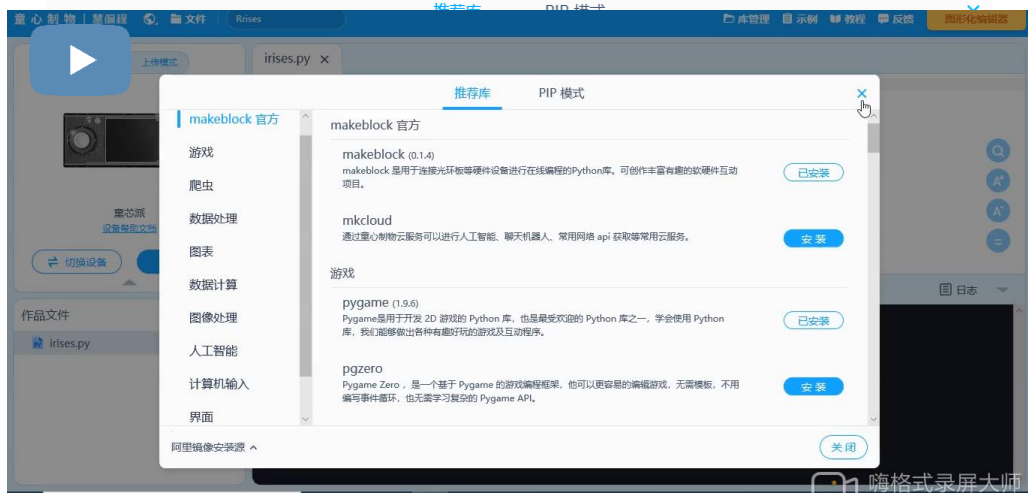 推荐库 PIP 模式
童心制物 | 慧编程 文件 Rrises 库管理 示例 教程 反馈 图形化编辑器
上传模式 irises.py ×
推荐库 PIP 模式
makeblock 官方
游戏
爬虫
数据处理
图表
数据计算
图像处理
人工智能
计算机输入
界面
makeblock 官方
makeblock (0.1.4)
makeblock 是用于连接光环板等硬件设备进行在线编程的Python库。可创作丰富有趣的软硬件互动
项目。
已安装
mkcloud
通过童心制物云服务可以进行人工智能、聊天机器人、常用网络 api 获取等常用云服务。
安装
游戏
pygame (1.9.6)
Pygame是用于开发 2D 游戏的 Python 库，也是最受欢迎的 Python 库之一，学会使用 Python
库，我们能够做出各种有趣好玩的游戏及互动程序。
已安装
pgzero
Pygame Zero ，是一个基于 Pygame 的游戏编程框架，他可以更容易的编辑游戏，无需模板，不用
编写事件循环，也无需学习复杂的 Pygame API。
安装
阿里镜像安装源
关闭
童芯派
设备帮助文档
切换设备
作品文件
irises.py
日志
嗨格式录屏大师